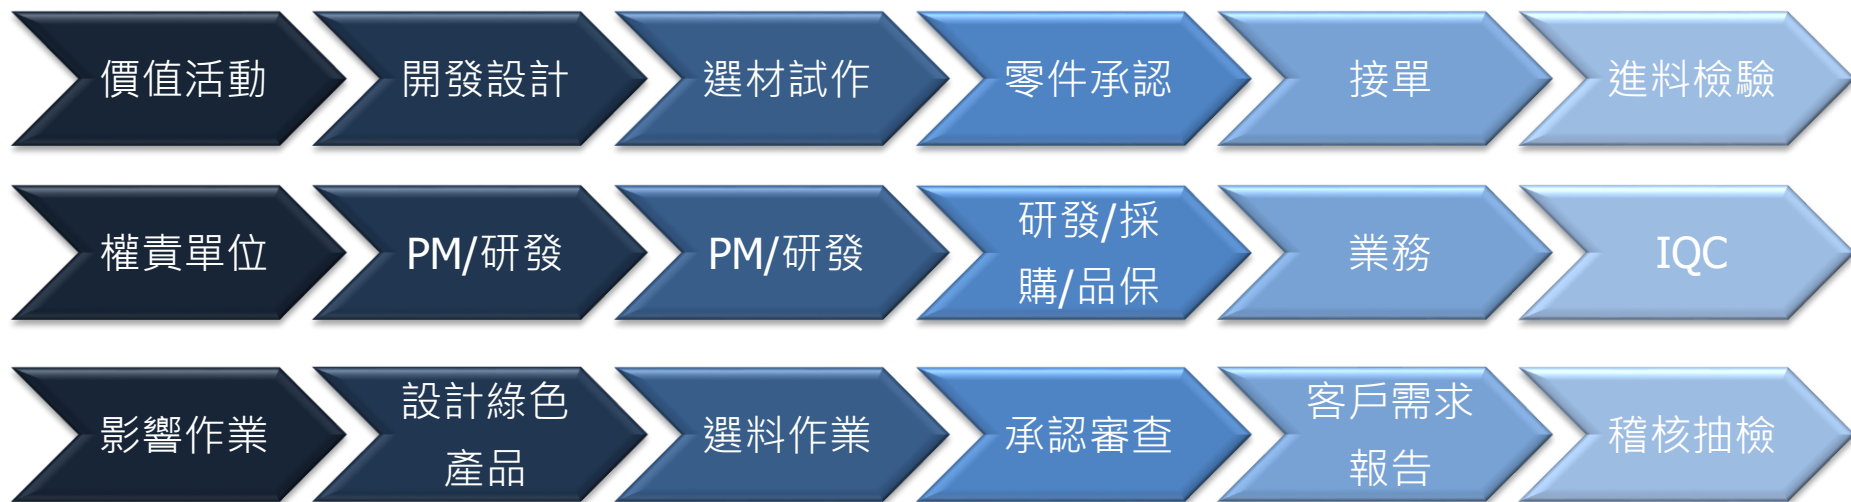 價值活動
開發設計
選材試作
零件承認
接單
進料檢驗
權責單位
PM/研發
PM/研發
研發/採
購/品保
業務
IQC
影響作業
設計綠色
產品
選料作業
承認審查
客戶需求
報告
稽核抽檢